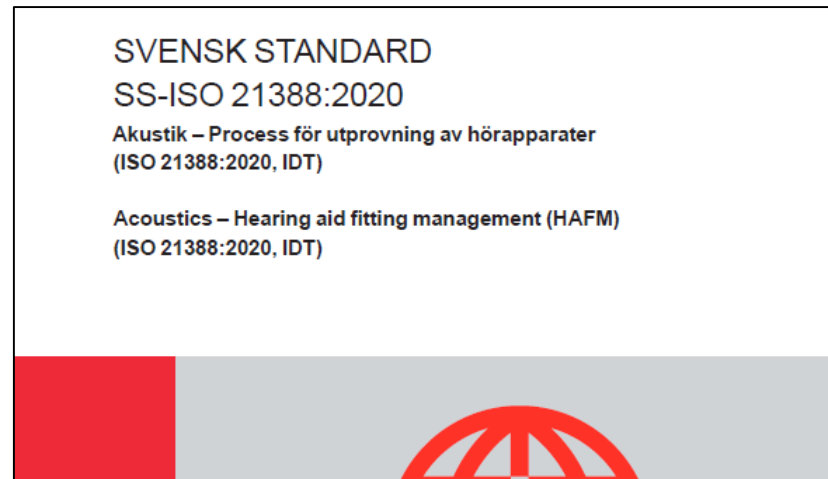 SVENSK STANDARD
SS-ISO 21388:2020
Akustik – Process för utprovning av hörapparater
(ISO 21388:2020, IDT)
Acoustics – Hearing aid fitting management (HAFM)
(ISO 21388:2020, IDT)